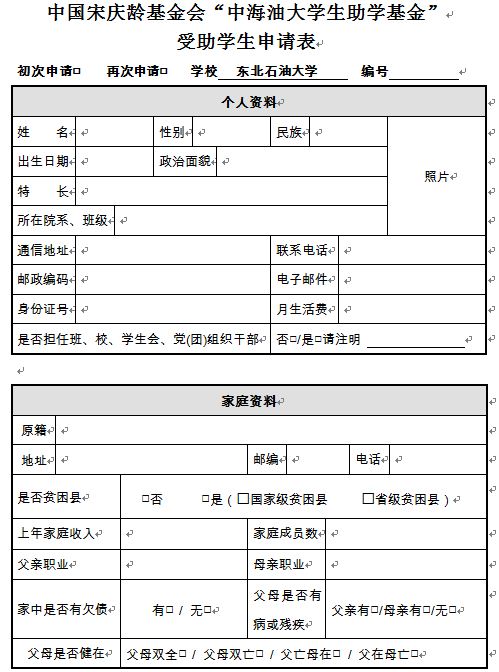 中国宋庆龄基金会“中海油大学生助学基金”
受助学生申请表
初次申请□ 再次申请□ 学校 东北石油大学 编号
个人资料
姓 名 性别 民族 照片
出生日期 政治面貌
特 长
所在院系、班级
通信地址 联系电话
邮政编码 电子邮件
身份证号 月生活费
是否担任班、校、学生会、党(团)组织干部 否□/是□请注明
家庭资料
原籍
地址 邮编 电话
是否贫困县 □否 □是（□国家级贫困县 □省级贫困县）
上年家庭收入 家庭成员数
父亲职业 母亲职业
家中是否有欠债 有□ / 无□ 父母是否有病或残疾 父亲有□/母亲有□/无□
父母是否健在 父母双全□ / 父母双亡□ / 父亡母在□ / 父在母亡□